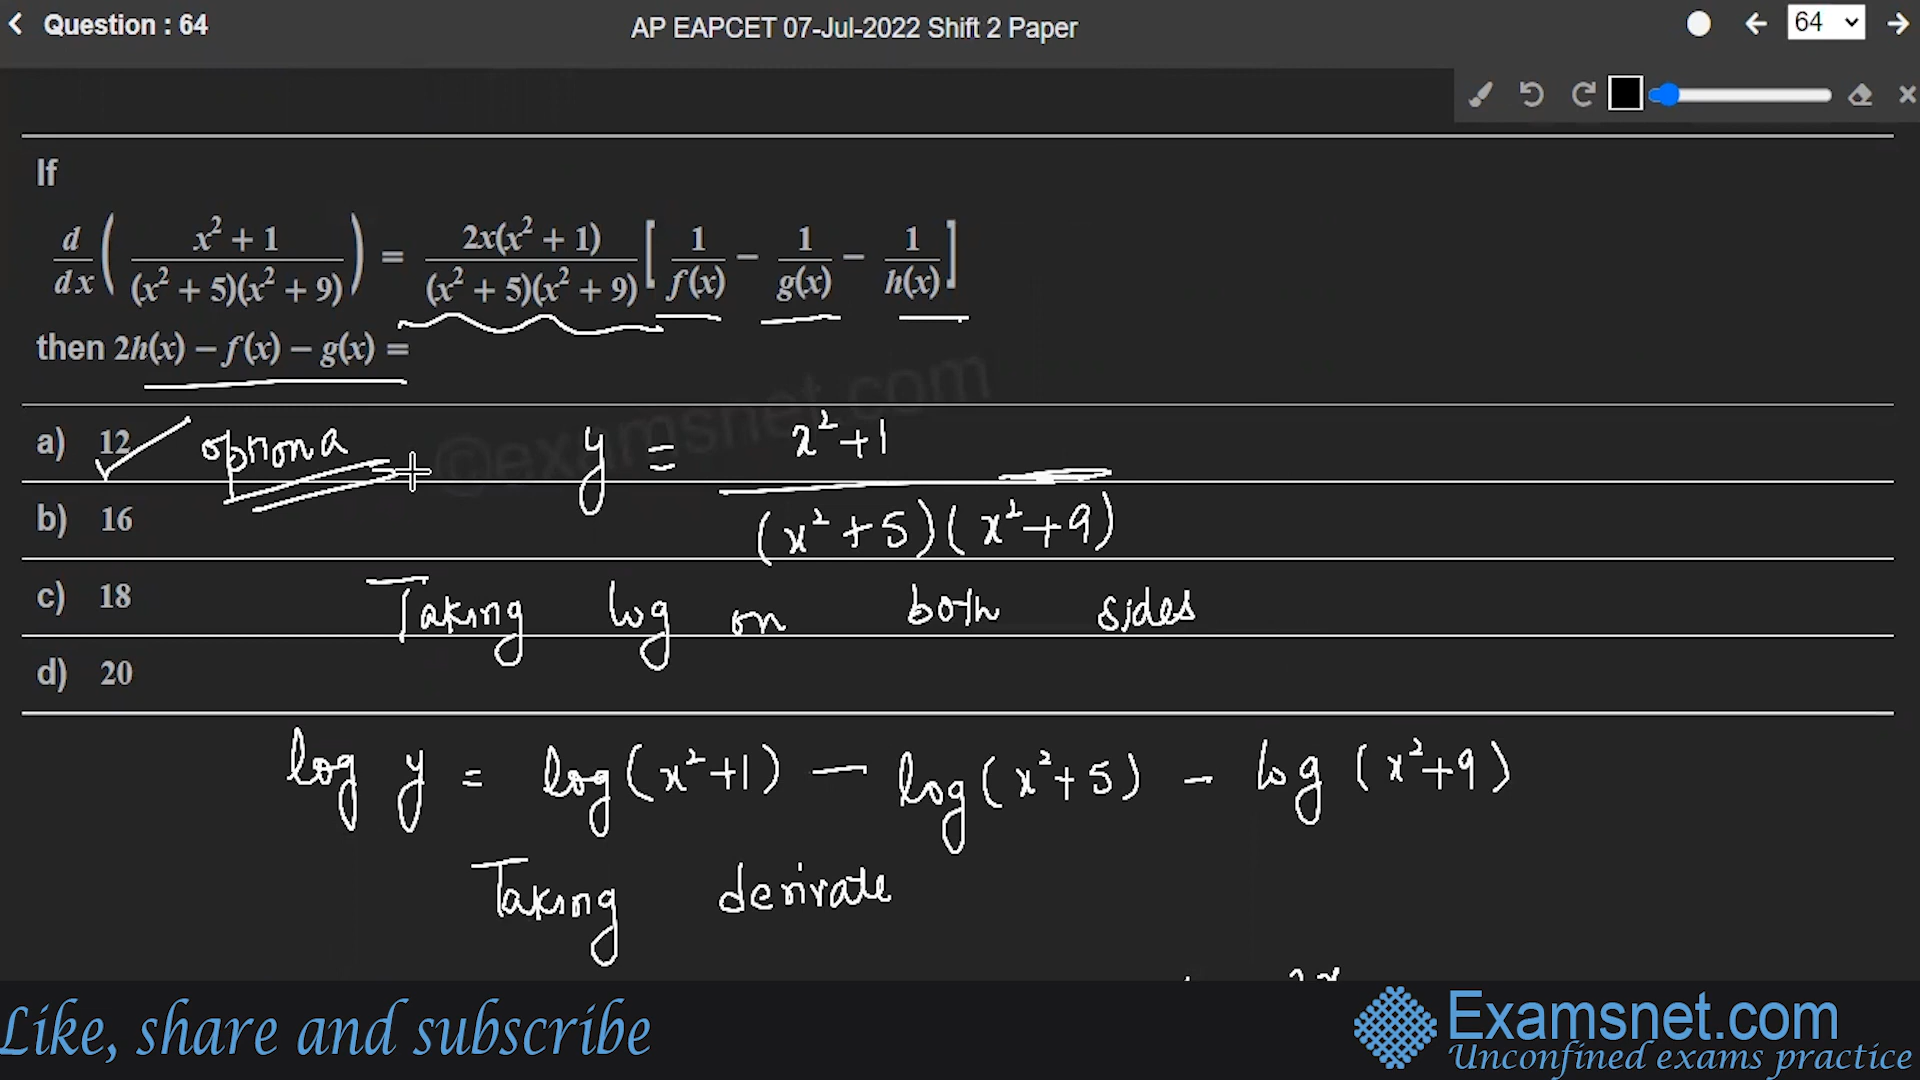 Question : 64
AP EAPCET 07-Jul-2022 Shift 2 Paper
64
If
d/dx ( x² + 1 / (x² + 5)(x² + 9) ) = 2x(x² + 1) / (x² + 5)(x² + 9) [ 1/f(x) − 1/g(x) − 1/h(x) ]
then 2h(x) − f(x) − g(x) =
©examsnet.com
a) 12 option a
y = x²+1 / (x²+5)(x²+9)
b) 16
c) 18
Taking log on both sides
d) 20
log y = log(x²+1) − log(x²+5) − log(x²+9)
Taking derivate
Like, share and subscribe
Examsnet.com
Unconfined exams practice